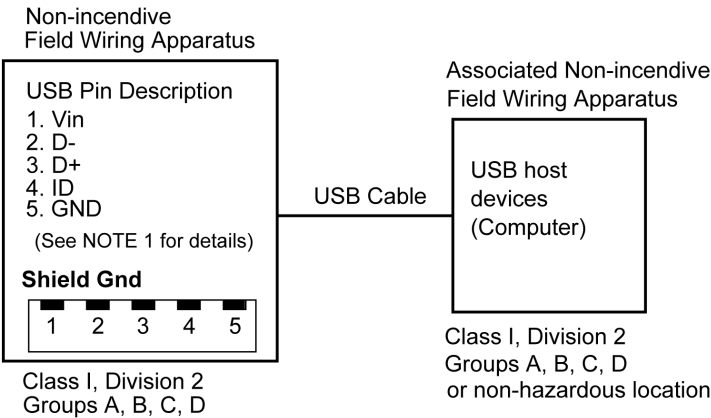 Non-incendive
Field Wiring Apparatus
USB Pin Description
1. Vin
2. D-
3. D+
4. ID
5. GND
(See NOTE 1 for details)
Shield Gnd
1 2 3 4 5
Class I, Division 2
Groups A, B, C, D
USB Cable
Associated Non-incendive
Field Wiring Apparatus
USB host
devices
(Computer)
Class I, Division 2
Groups A, B, C, D
or non-hazardous location